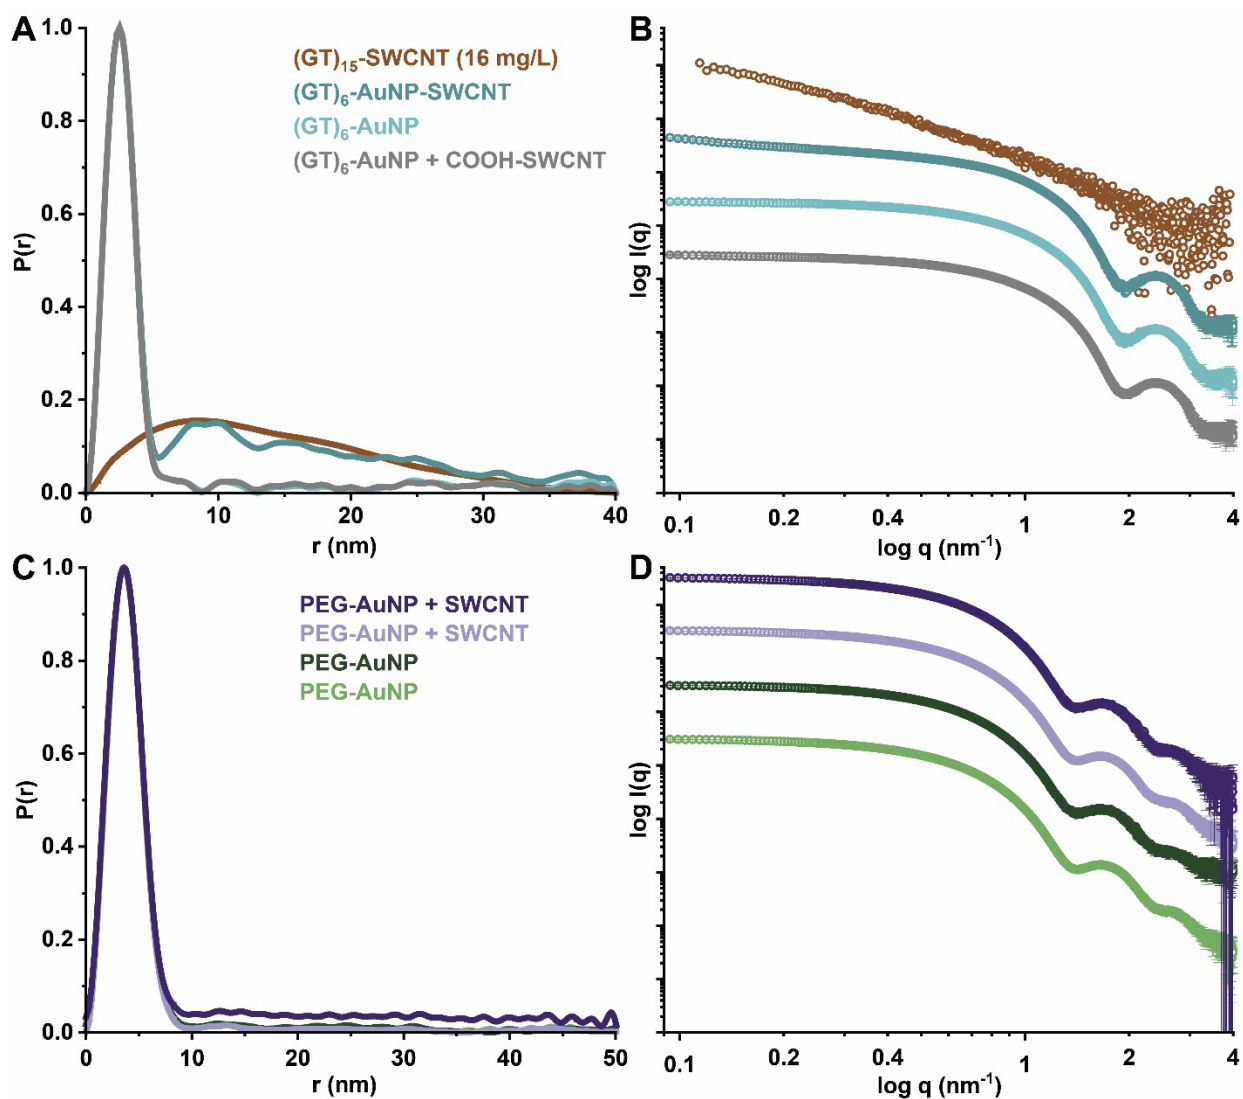 A
1.0
0.8
0.6
0.4
0.2
0.0
P(r)
0
10
20
30
40
r (nm)
(GT)₁₅-SWCNT (16 mg/L)
(GT)₆-AuNP-SWCNT
(GT)₆-AuNP
(GT)₆-AuNP + COOH-SWCNT
B
log I(q)
0.1
0.2
0.4
1
2
4
log q (nm⁻¹)
C
1.0
0.8
0.6
0.4
0.2
0.0
P(r)
0
10
20
30
40
50
r (nm)
PEG-AuNP + SWCNT
PEG-AuNP + SWCNT
PEG-AuNP
PEG-AuNP
D
log I(q)
0.1
0.2
0.4
1
2
4
log q (nm⁻¹)